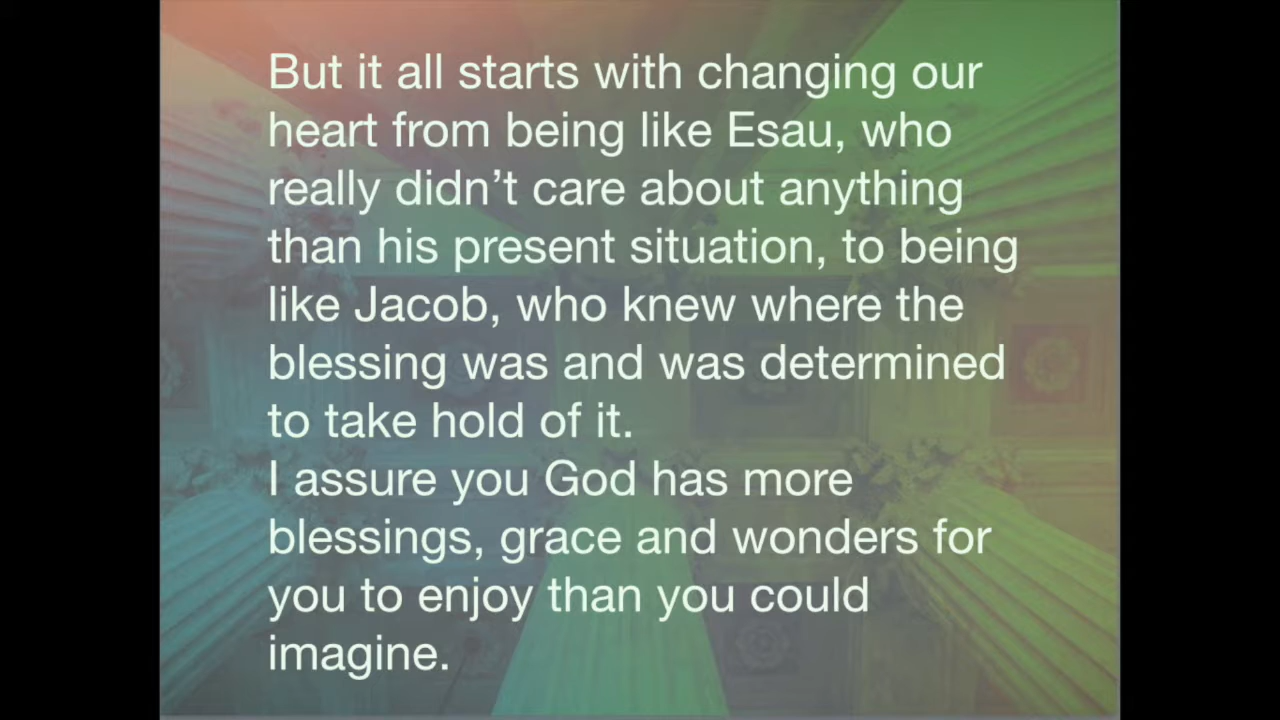 But it all starts with changing our
heart from being like Esau, who
really didn’t care about anything
than his present situation, to being
like Jacob, who knew where the
blessing was and was determined
to take hold of it.
I assure you God has more
blessings, grace and wonders for
you to enjoy than you could
imagine.